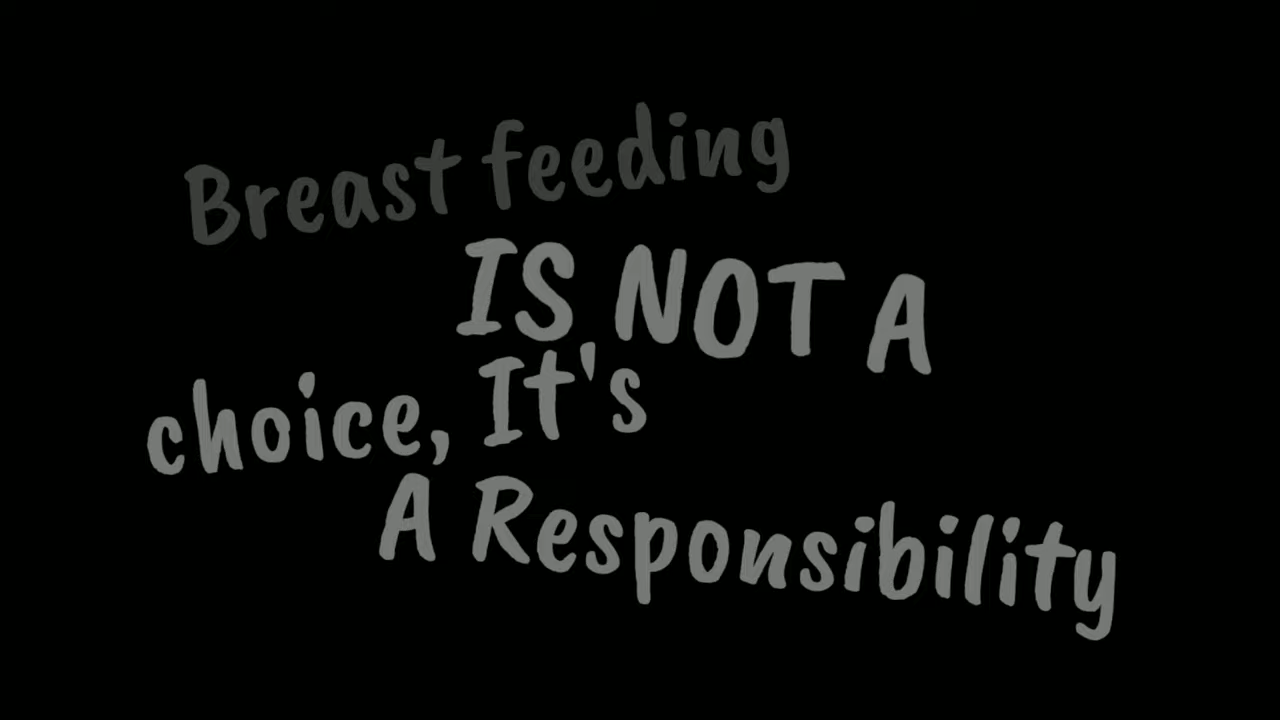 Breast feeding
IS NOT A
choice, It's
A Responsibility